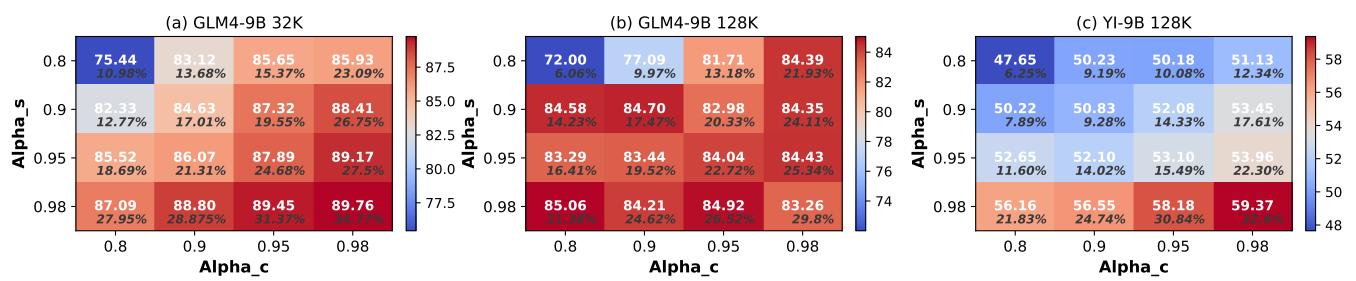 (a) GLM4-9B 32K
Alpha_s
0.8 75.44 83.12 85.65 85.93
10.98% 13.68% 15.37% 23.09%
0.9 82.33 84.63 87.32 88.41
12.77% 17.01% 19.55% 26.75%
0.95 85.52 86.07 87.89 89.17
18.69% 21.31% 24.68% 27.5%
0.98 87.09 88.80 89.45 89.76
27.95% 28.875% 31.37% 34.77%
0.8 0.9 0.95 0.98
Alpha_c
87.5
85.0
82.5
80.0
77.5
(b) GLM4-9B 128K
Alpha_s
0.8 72.00 77.09 81.71 84.39
6.06% 9.97% 13.18% 21.93%
0.9 84.58 84.70 82.98 84.35
14.23% 17.47% 20.33% 24.11%
0.95 83.29 83.44 84.04 84.43
16.41% 19.52% 22.72% 25.34%
0.98 85.06 84.21 84.04 83.26
24.62% 26.52% 29.8%
0.8 0.9 0.95 0.98
Alpha_c
84
82
80
78
76
74
(c) YI-9B 128K
Alpha_s
0.8 47.65 50.23 50.18 51.13
6.25% 9.19% 10.08% 12.34%
0.9 50.22 50.83 52.08 53.45
7.89% 9.28% 14.33% 17.61%
0.95 52.65 52.10 53.10 53.96
11.60% 14.02% 15.49% 22.30%
0.98 56.16 56.55 58.18 59.37
21.83% 24.74% 30.84%
0.8 0.9 0.95 0.98
Alpha_c
58
56
54
52
50
48